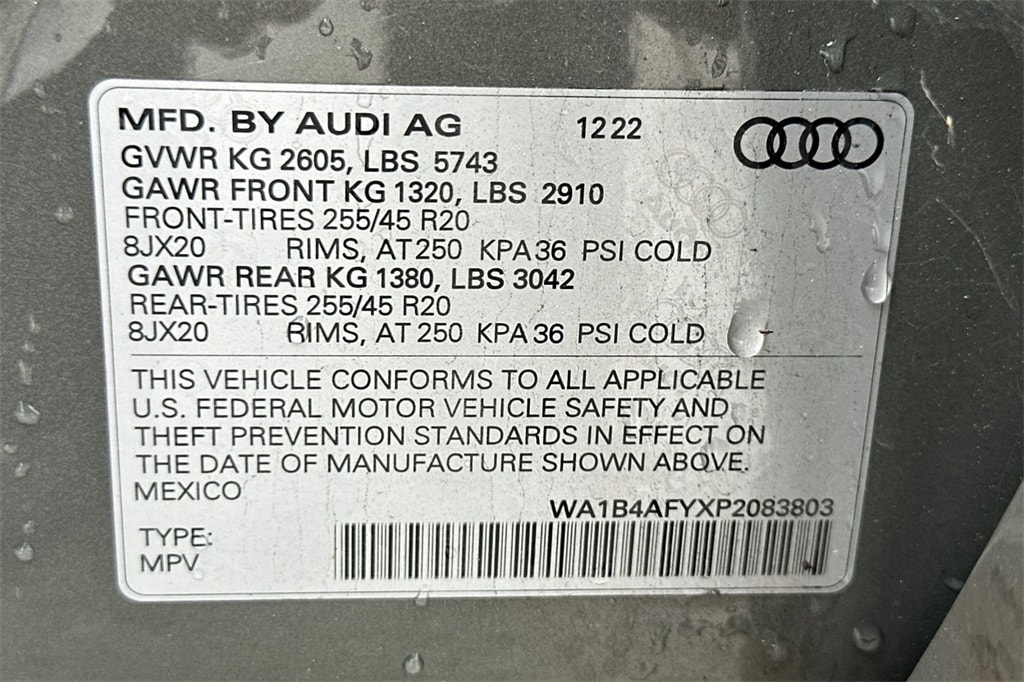 MFD. BY AUDI AG 12 22
GVWR KG 2605, LBS 5743
GAWR FRONT KG 1320, LBS 2910
FRONT-TIRES 255/45 R20
8JX20 RIMS, AT 250 KPA 36 PSI COLD
GAWR REAR KG 1380, LBS 3042
REAR-TIRES 255/45 R20
8JX20 RIMS, AT 250 KPA 36 PSI COLD
THIS VEHICLE CONFORMS TO ALL APPLICABLE
U.S. FEDERAL MOTOR VEHICLE SAFETY AND
THEFT PREVENTION STANDARDS IN EFFECT ON
THE DATE OF MANUFACTURE SHOWN ABOVE.
MEXICO
WA1B4AFYXP2083803
TYPE:
MPV